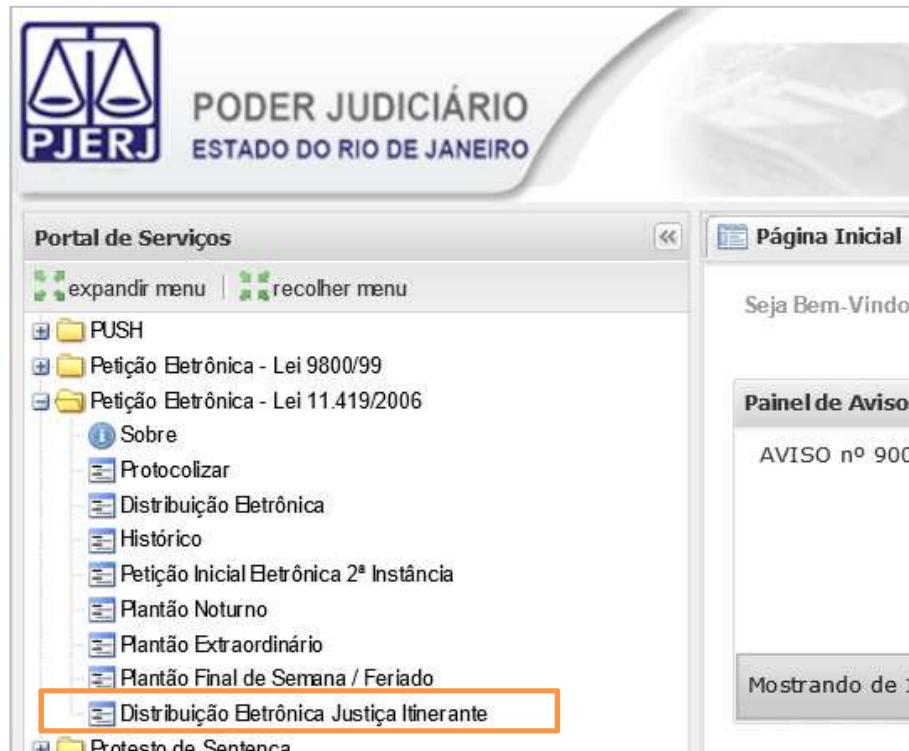 PJERJ
PODER JUDICIÁRIO
ESTADO DO RIO DE JANEIRO
Portal de Serviços
expandir menu
recolher menu
PUSH
Petição Eletrônica - Lei 9800/99
Petição Eletrônica - Lei 11.419/2006
Sobre
Protocolizar
Distribuição Eletrônica
Histórico
Petição Inicial Eletrônica 2ª Instância
Plantão Noturno
Plantão Extraordinário
Plantão Final de Semana / Feriado
Distribuição Eletrônica Justiça Itinerante
Protesto de Sentença
Página Inicial
Seja Bem-Vindo
Painel de Aviso
AVISO nº 900
Mostrando de